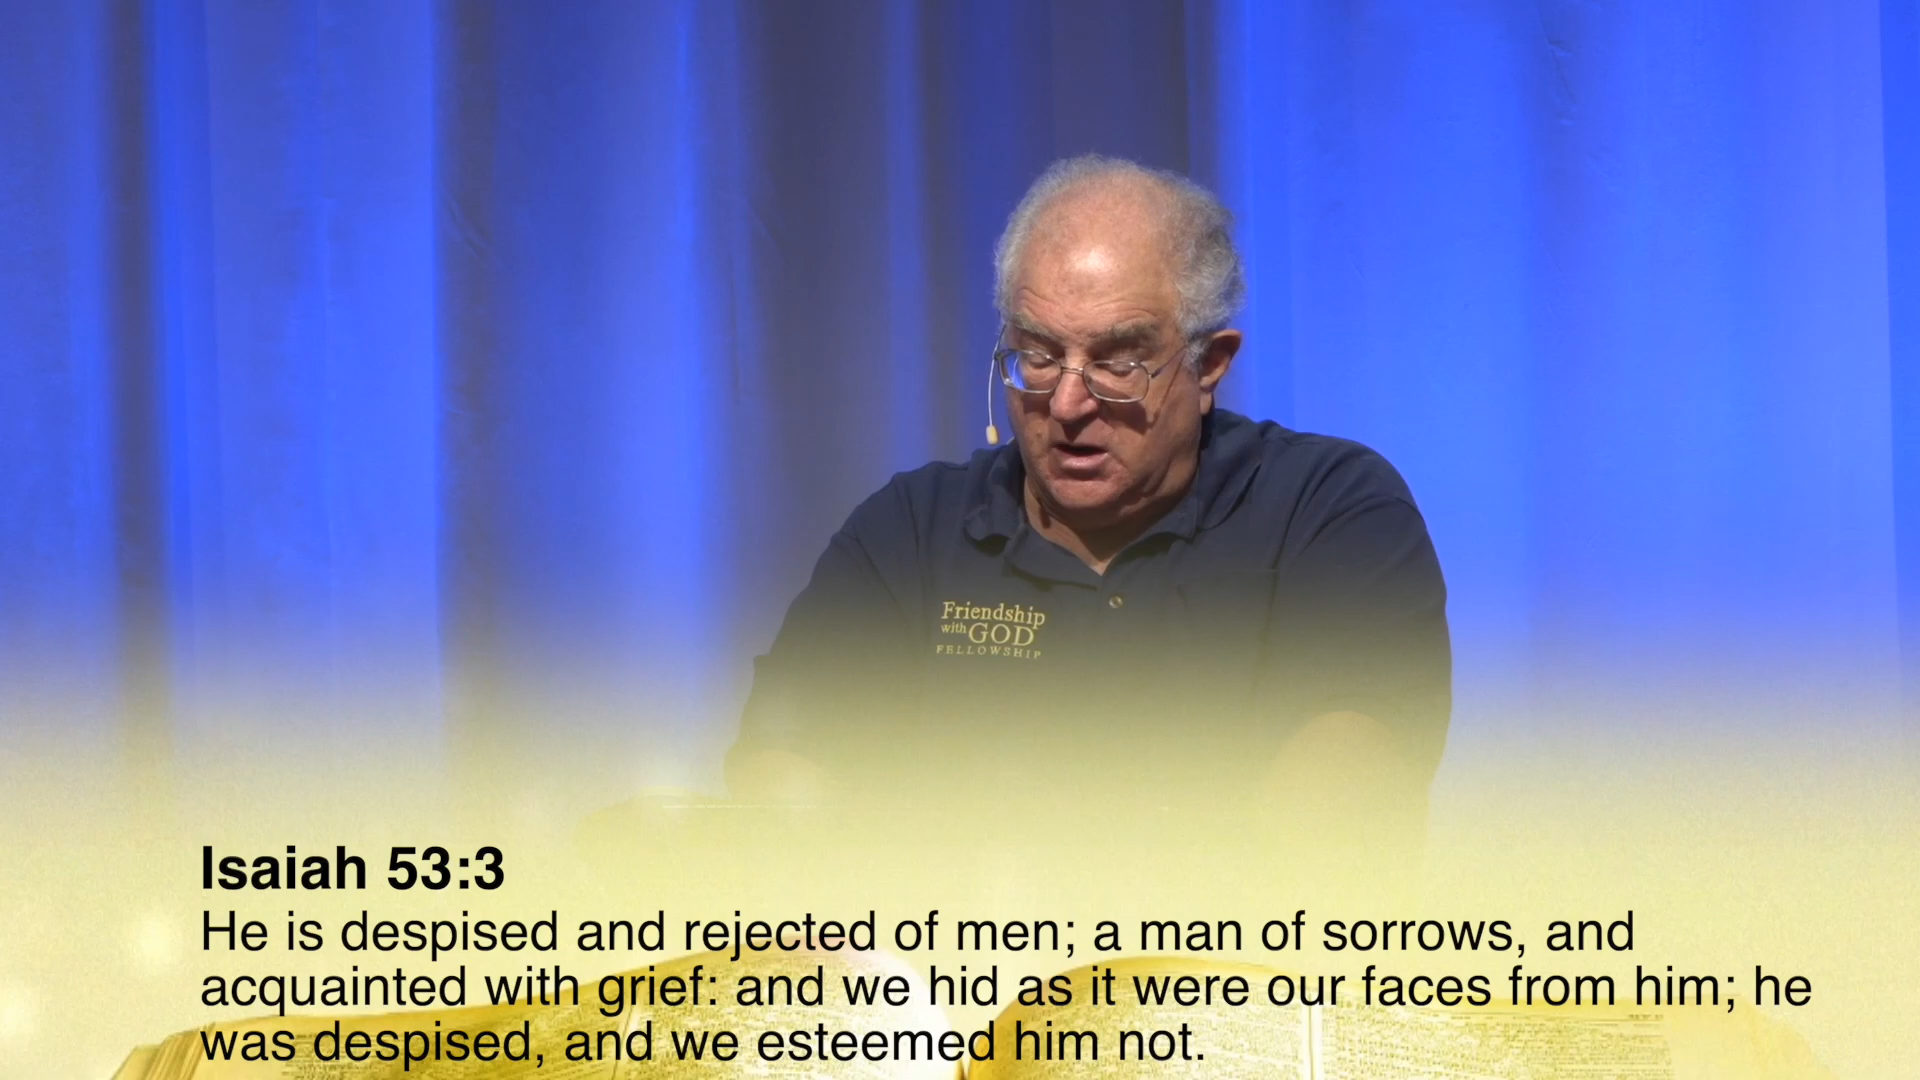 Friendship
with GOD
FELLOWSHIP
Isaiah 53:3
He is despised and rejected of men; a man of sorrows, and
acquainted with grief: and we hid as it were our faces from him; he
was despised, and we esteemed him not.